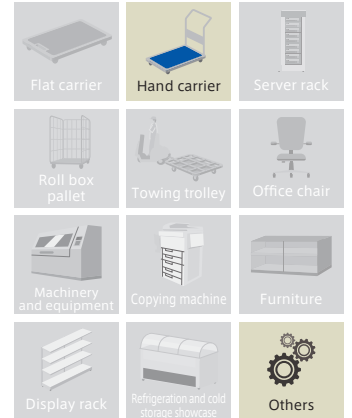 Flat carrier
Hand carrier
Server rack
Roll box
pallet
Towing trolley
Office chair
Machinery
and equipment
Copying machine
Furniture
Display rack
Refrigeration and cold
storage showcase
Others